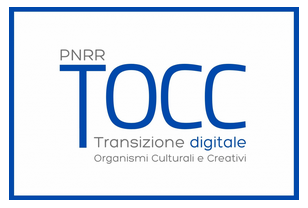 PNRR
TOCC
Transizione digitale
Organismi Culturali e Creativi